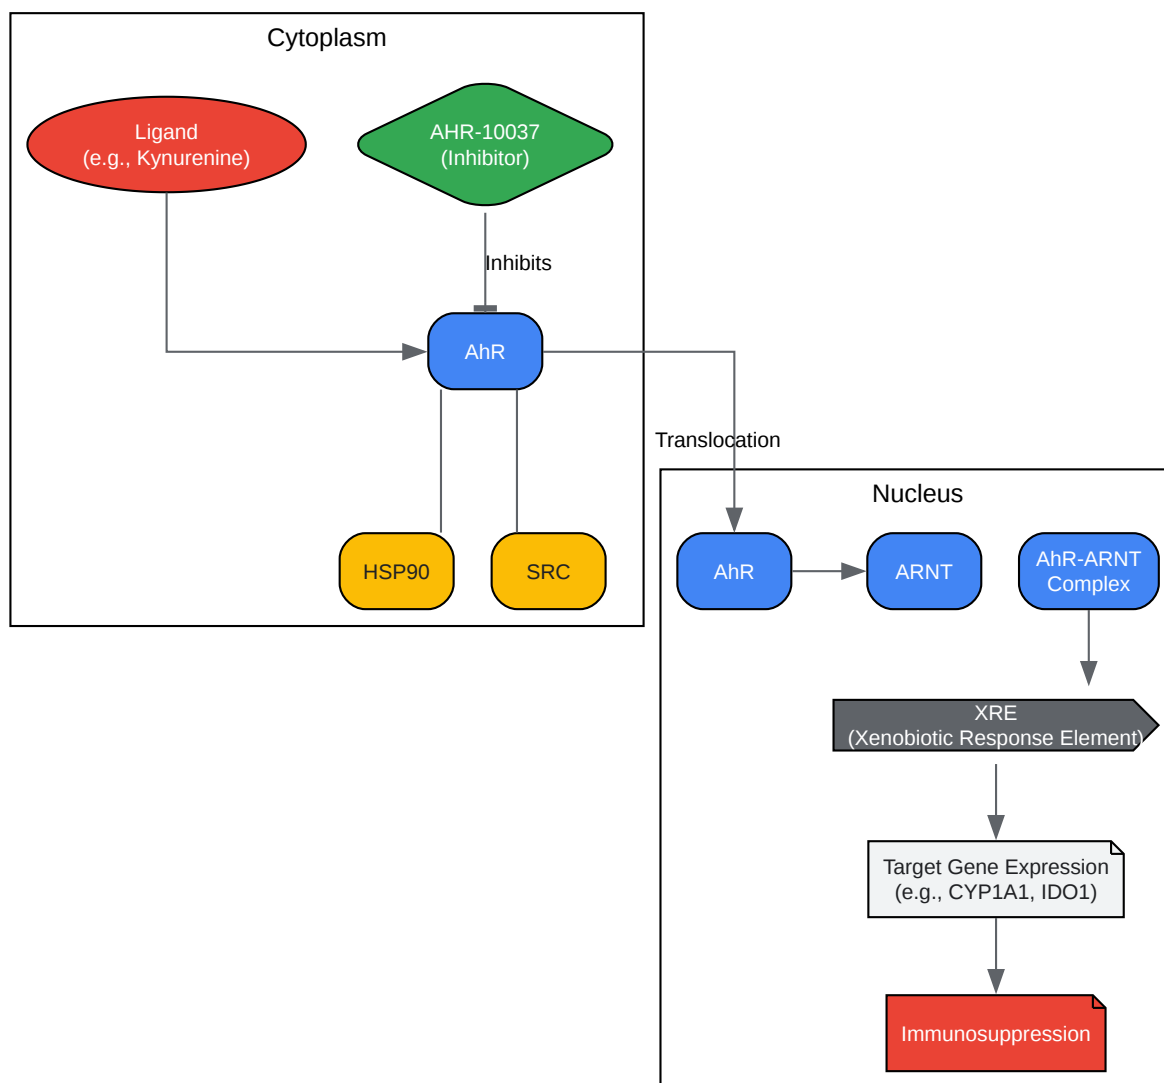 Cytoplasm
Ligand
(e.g., Kynurenine)
AHR-10037
(Inhibitor)
Inhibits
AhR
Translocation
HSP90
SRC
Nucleus
AhR
ARNT
AhR-ARNT
Complex
XRE
(Xenobiotic Response Element)
Target Gene Expression
(e.g., CYP1A1, IDO1)
Immunosuppression